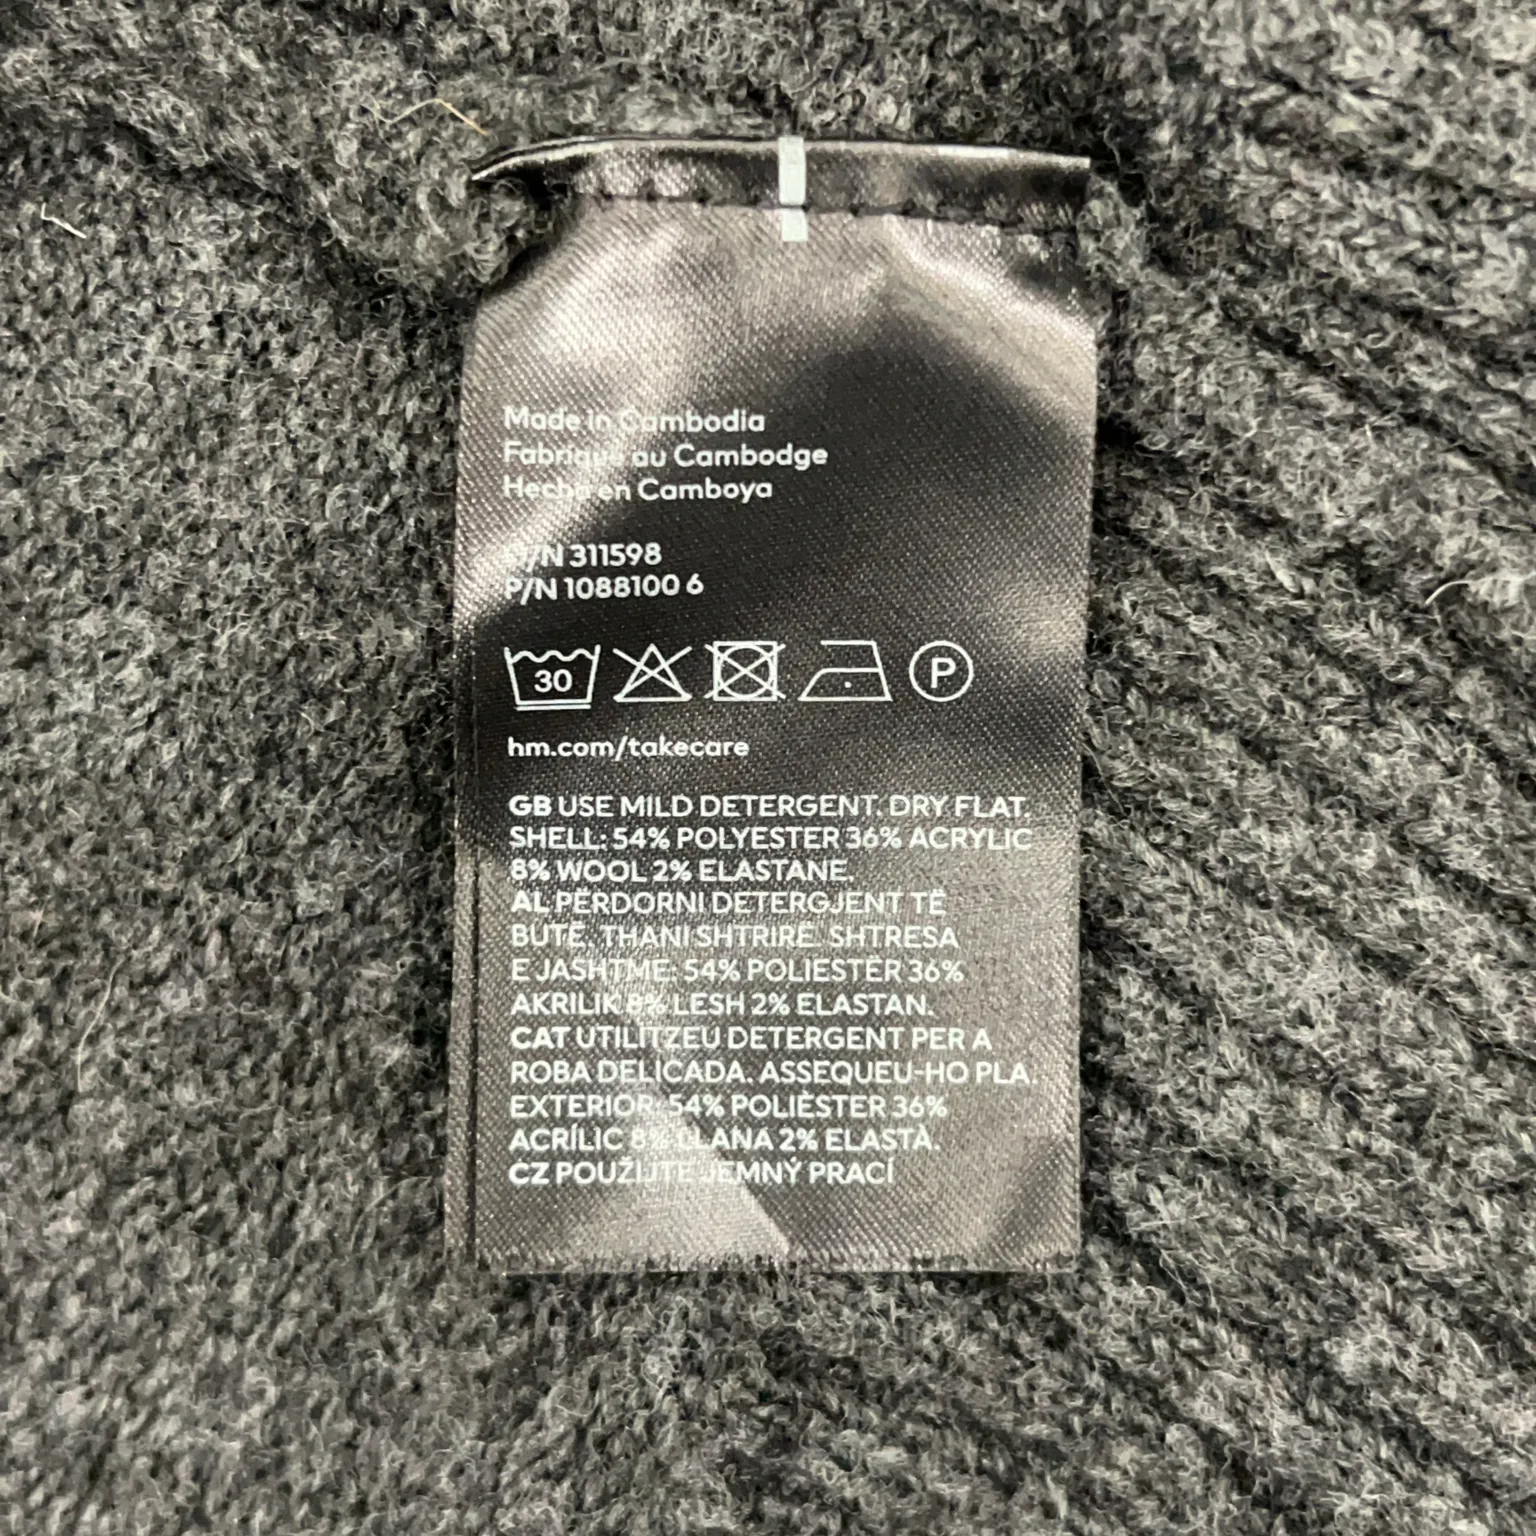 Made in Cambodia
Fabriqué au Cambodge
Hecho en Camboya
/N 311598
P/N 1088100 6
30
P
hm.com/takecare
GB USE MILD DETERGENT. DRY FLAT.
SHELL: 54% POLYESTER 36% ACRYLIC
8% WOOL 2% ELASTANE.
AL PËRDORNI DETERGJENT TË
BUTË. THANI SHTRIRË. SHTRESA
E JASHTME: 54% POLIESTËR 36%
AKRILIK 8% LESH 2% ELASTAN.
CAT UTILITZEU DETERGENT PER A
ROBA DELICADA. ASSEQUEU-HO PLA.
EXTERIOR: 54% POLIÈSTER 36%
ACRÍLIC 8% LLANA 2% ELASTÀ.
CZ POUŽIJTE JEMNÝ PRACÍ